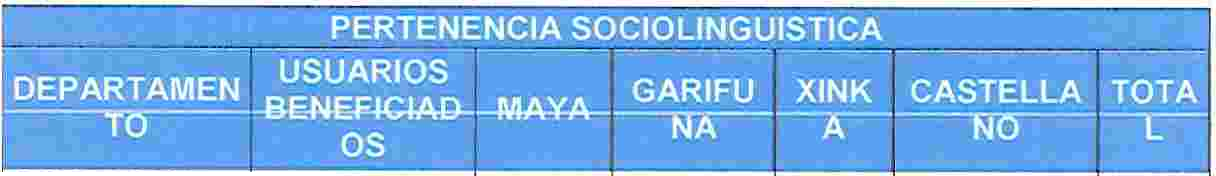 PERTENENCIA SOCIOLINGUISTICA
DEPARTAMEN
TO
USUARIOS
BENEFICIAD
OS
MAYA
GARIFU
NA
XINK
A
CASTELLA
NO
TOTA
L